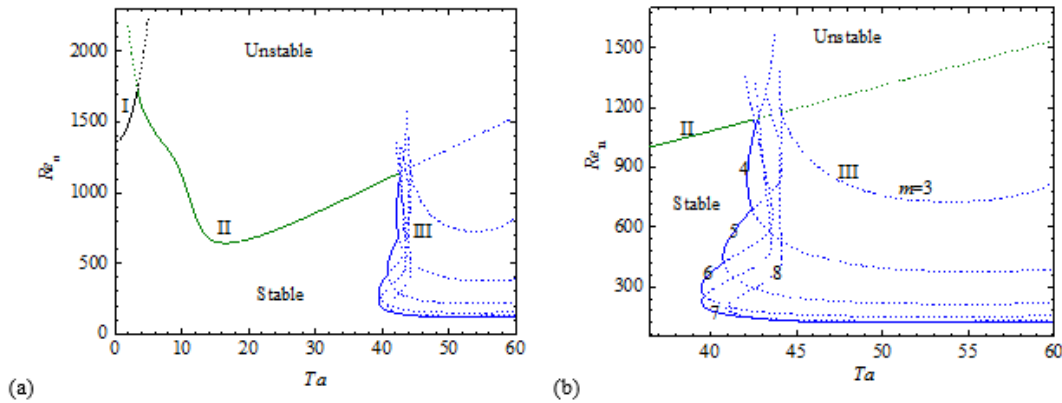 2000
1500
1000
500
0
Re_n
Unstable
I
II
III
Stable
0 10 20 30 40 50 60
Ta
(a)
1500
1200
900
600
300
Re_n
Unstable
II
4
III
m=3
Stable
5
6
8
7
40 45 50 55 60
Ta
(b)